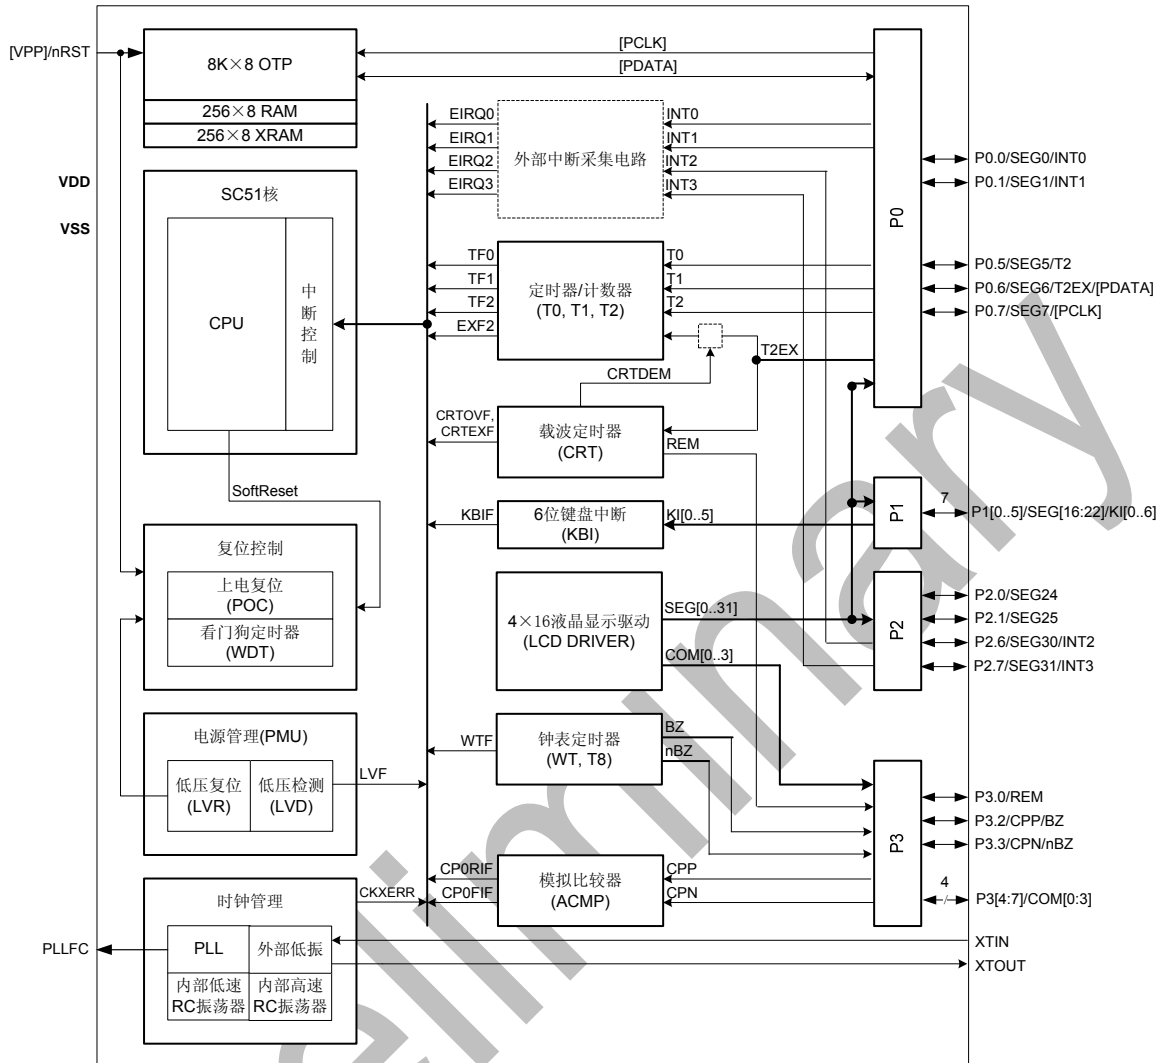 [VPP]/nRST
8K×8 OTP
256×8 RAM
256×8 XRAM
[PCLK]
[PDATA]
VDD
VSS
SC51核
CPU
中断控制
SoftReset
复位控制
上电复位
(POC)
看门狗定时器
(WDT)
电源管理(PMU)
低压复位
(LVR)
低压检测
(LVD)
LVF
时钟管理
CKXERR
PLL
外部低振
内部低速
RC振荡器
内部高速
RC振荡器
PLLFC
EIRQ0
EIRQ1
EIRQ2
EIRQ3
外部中断采集电路
INT0
INT1
INT2
INT3
TF0
TF1
TF2
EXF2
定时器/计数器
(T0, T1, T2)
T0
T1
T2
T2EX
CRTDEM
CRTOVF,
CRTEXF
载波定时器
(CRT)
REM
KBIF
6位键盘中断
(KBI)
KI[0..5]
4×16液晶显示驱动
(LCD DRIVER)
SEG[0..31]
COM[0..3]
WTF
钟表定时器
(WT, T8)
BZ
nBZ
CP0RIF
CP0FIF
模拟比较器
(ACMP)
CPP
CPN
P0
P1
P2
P3
P0.0/SEG0/INT0
P0.1/SEG1/INT1
P0.5/SEG5/T2
P0.6/SEG6/T2EX/[PDATA]
P0.7/SEG7/[PCLK]
7
P1[0..5]/SEG[16:22]/KI[0..6]
P2.0/SEG24
P2.1/SEG25
P2.6/SEG30/INT2
P2.7/SEG31/INT3
P3.0/REM
P3.2/CPP/BZ
P3.3/CPN/nBZ
4
P3[4:7]/COM[0:3]
XTIN
XTOUT
reliminary